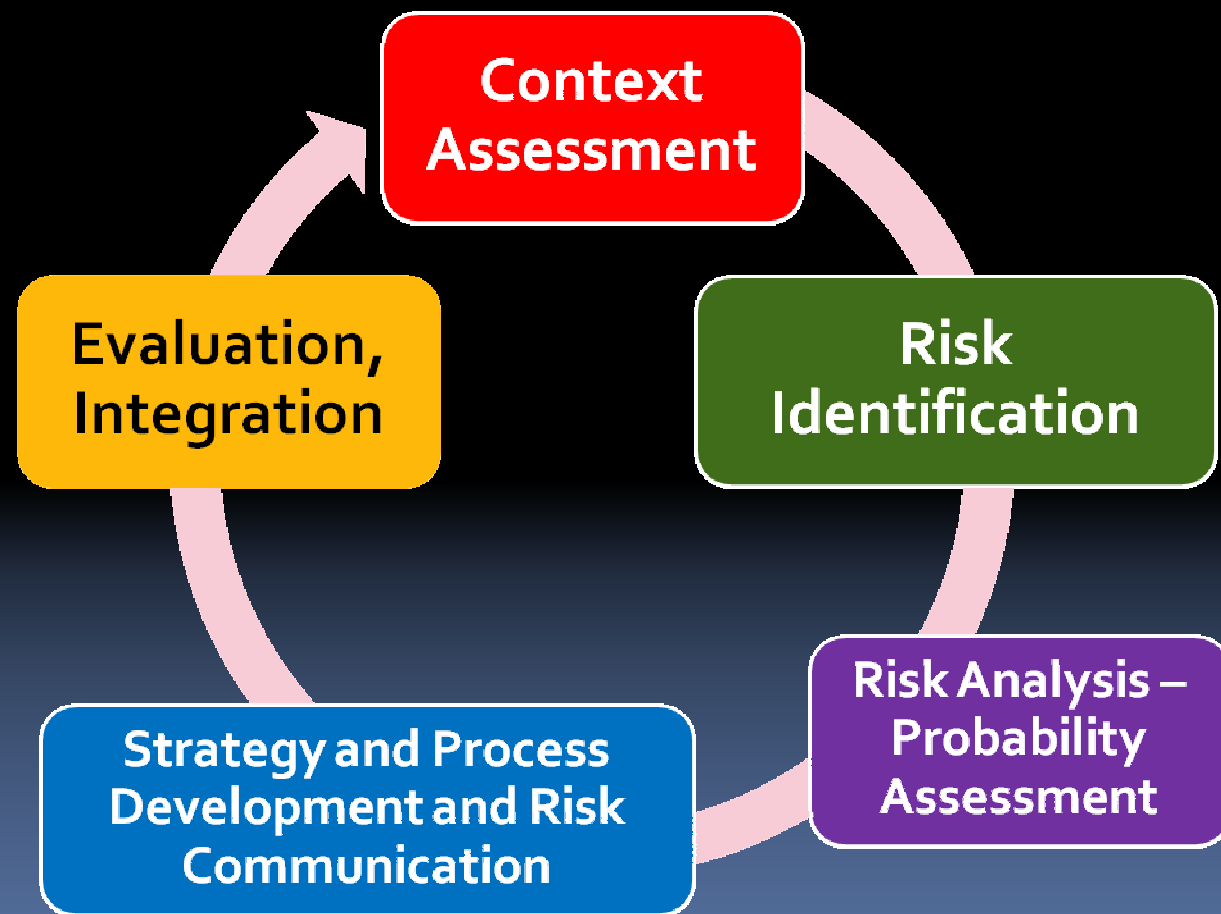 Context
Assessment
Risk
Identification
Risk Analysis –
Probability
Assessment
Strategy and Process
Development and Risk
Communication
Evaluation,
Integration